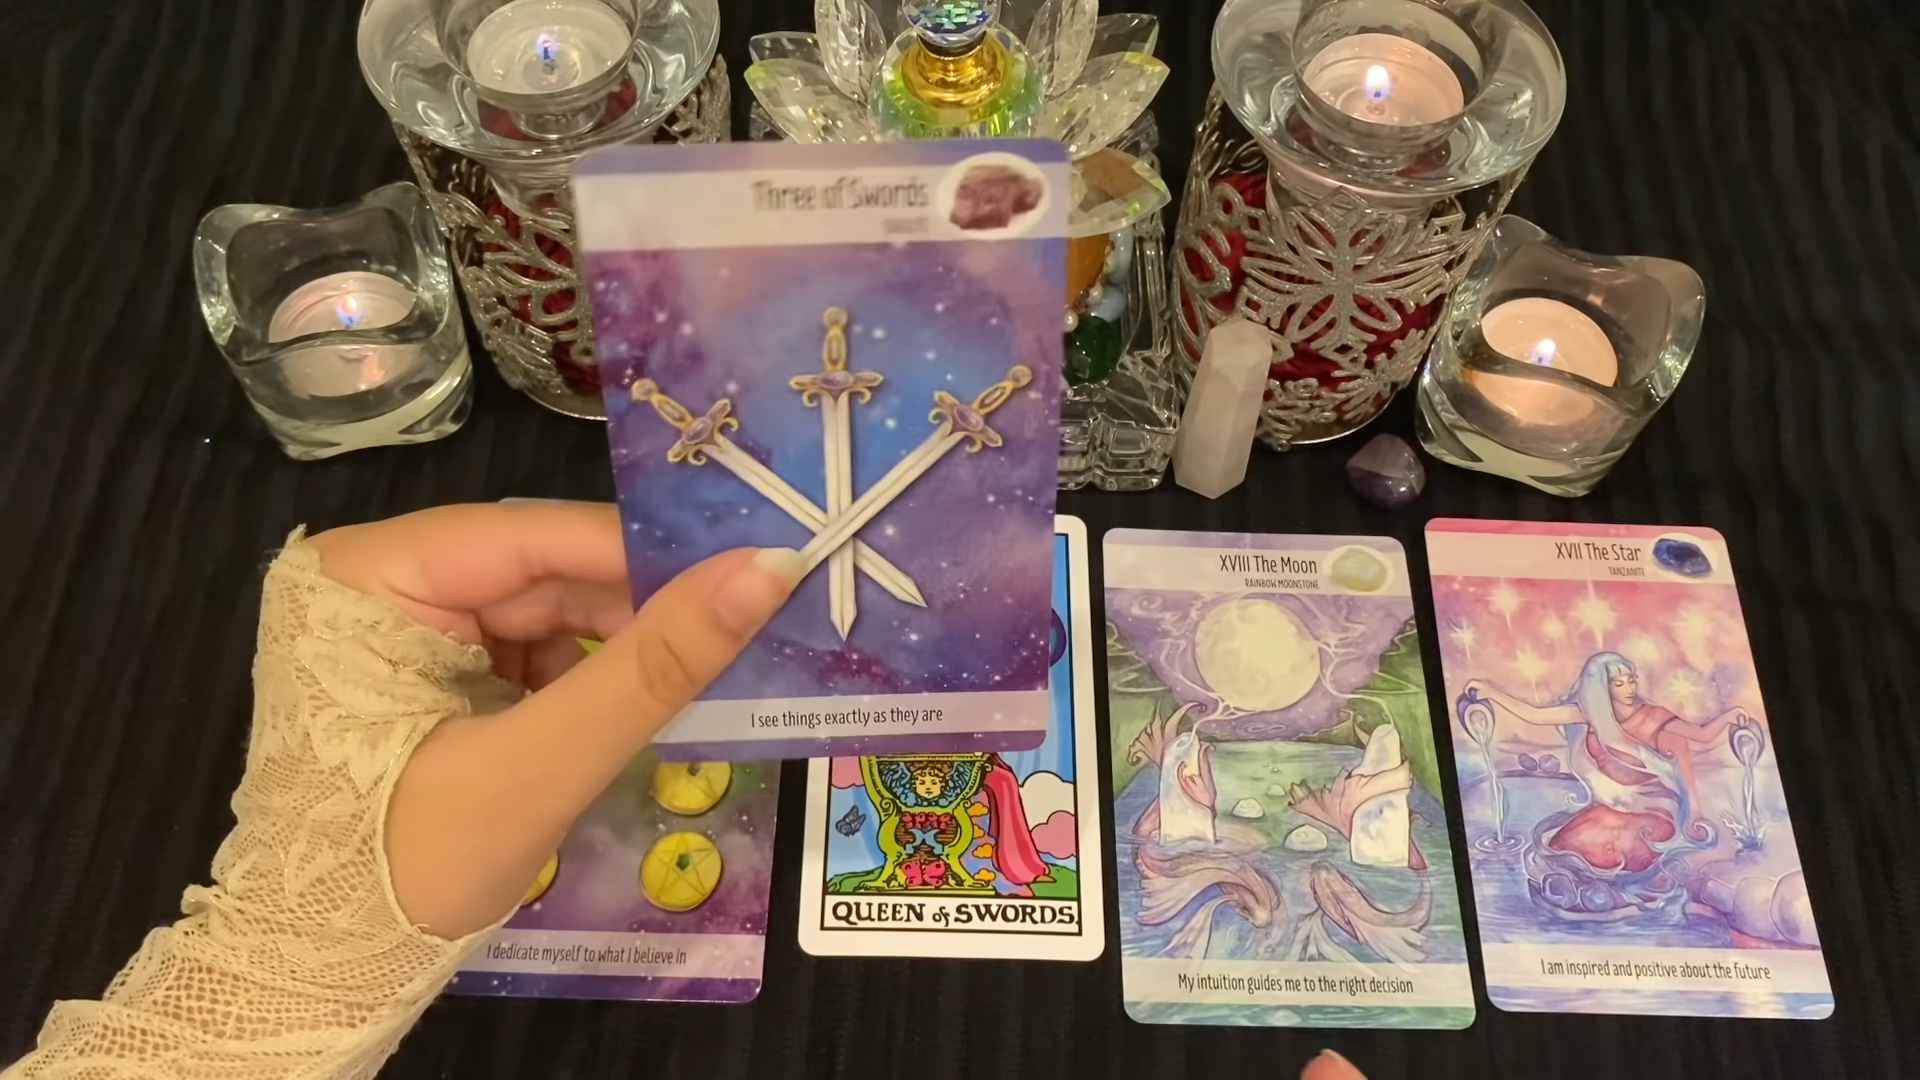 Three of Swords
I see things exactly as they are
I dedicate myself to what I believe in
QUEEN of SWORDS.
XVIII The Moon
RAINBOW MOONSTONE
My intuition guides me to the right decision
XVII The Star
TANZANITE
I am inspired and positive about the future